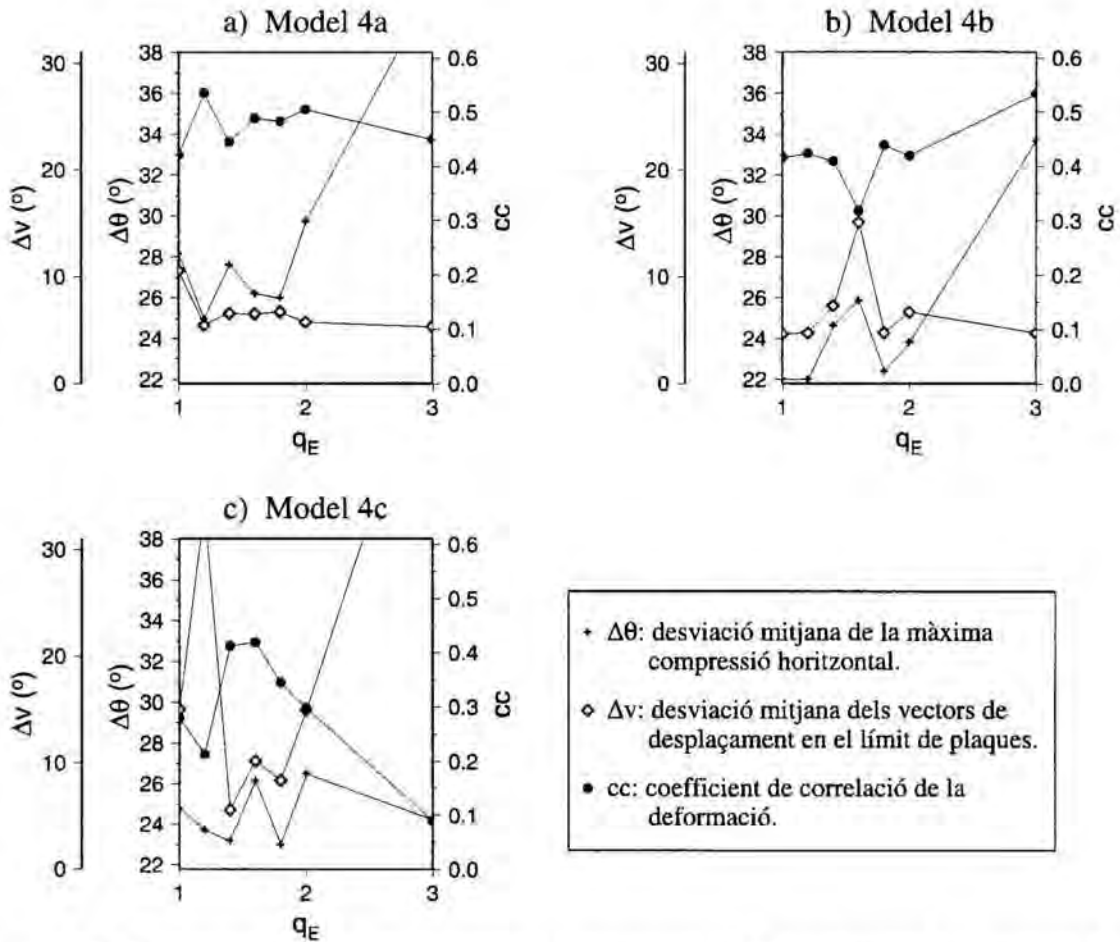 a) Model 4a
30
20
10
0
Δv (º)
38
36
34
32
30
28
26
24
22
Δθ (º)
0.6
0.5
0.4
0.3
0.2
0.1
0.0
cc
1 2 3
qE
b) Model 4b
30
20
10
0
Δv (º)
38
36
34
32
30
28
26
24
22
Δθ (º)
0.6
0.5
0.4
0.3
0.2
0.1
0.0
cc
1 2 3
qE
c) Model 4c
30
20
10
0
Δv (º)
38
36
34
32
30
28
26
24
22
Δθ (º)
0.6
0.5
0.4
0.3
0.2
0.1
0.0
cc
1 2 3
qE
Δθ: desviació mitjana de la màxima
compressió horitzontal.
Δv: desviació mitjana dels vectors de
desplaçament en el límit de plaques.
cc: coefficient de correlació de la
deformació.